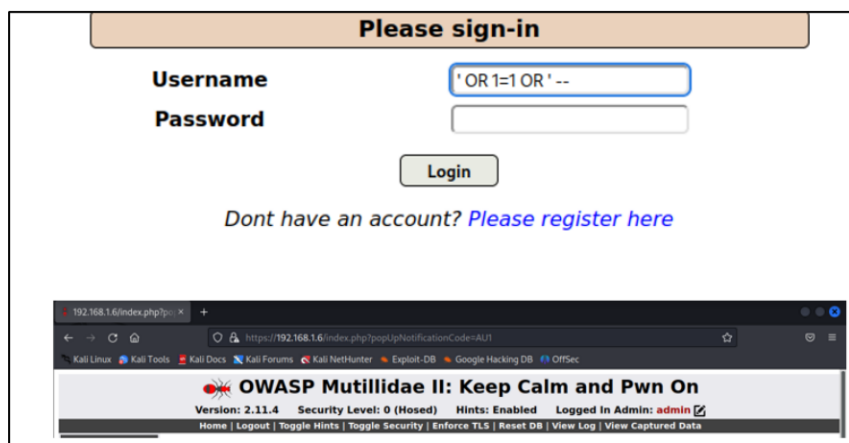 Please sign-in
Username ' OR 1=1 OR ' --
Password
Login
Dont have an account? Please register here
192.168.1.6/index.php?po × +
https://192.168.1.6/index.php?popUpNotificationCode=AU1
Kali Linux Kali Tools Kali Docs Kali Forums Kali NetHunter Exploit-DB Google Hacking DB OffSec
OWASP Mutillidae II: Keep Calm and Pwn On
Version: 2.11.4 Security Level: 0 (Hosed) Hints: Enabled Logged In Admin: admin
Home | Logout | Toggle Hints | Toggle Security | Enforce TLS | Reset DB | View Log | View Captured Data